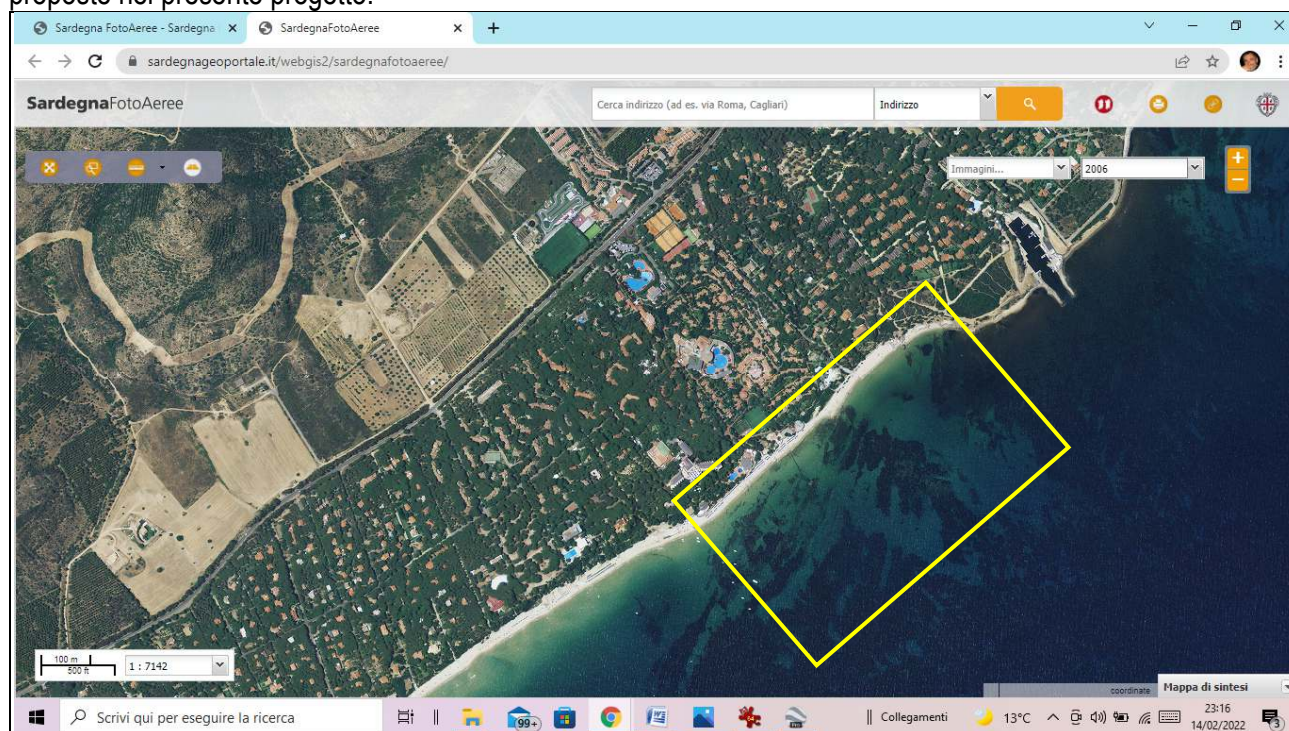 proposto nel presente progetto.
Sardegna FotoAeree - Sardegna
SardegnaFotoAeree
sardegnageoportale.it/webgis2/sardegnafotoaeree/
SardegnaFotoAeree
Cerca indirizzo (ad es. via Roma, Cagliari)
Indirizzo
Immagini...
2006
100 m
500 ft
1 : 7142
coordinate
Mappa di sintesi
Scrivi qui per eseguire la ricerca
99+
Collegamenti
13°C
23:16
14/02/2022
3